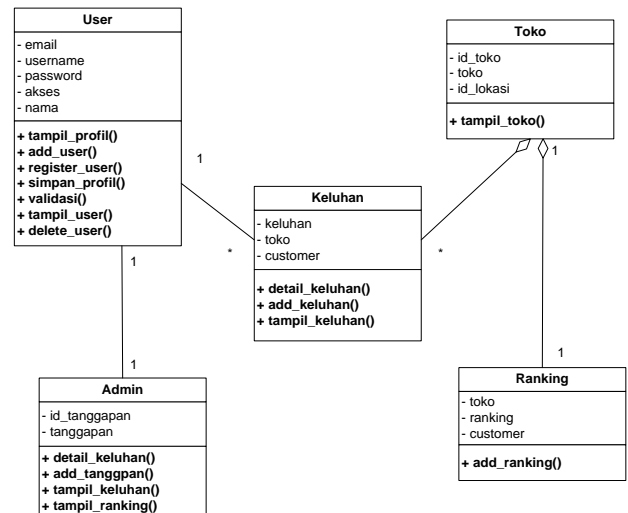 User
- email
- username
- password
- akses
- nama
+ tampil_profil()
+ add_user()
+ register_user()
+ simpan_profil()
+ validasi()
+ tampil_user()
+ delete_user()
1
*
1
1
Toko
- id_toko
- toko
- id_lokasi
+ tampil_toko()
1
*
1
Keluhan
- keluhan
- toko
- customer
+ detail_keluhan()
+ add_keluhan()
+ tampil_keluhan()
Admin
- id_tanggapan
- tanggapan
+ detail_keluhan()
+ add_tanggpan()
+ tampil_keluhan()
+ tampil_ranking()
Ranking
- toko
- ranking
- customer
+ add_ranking()